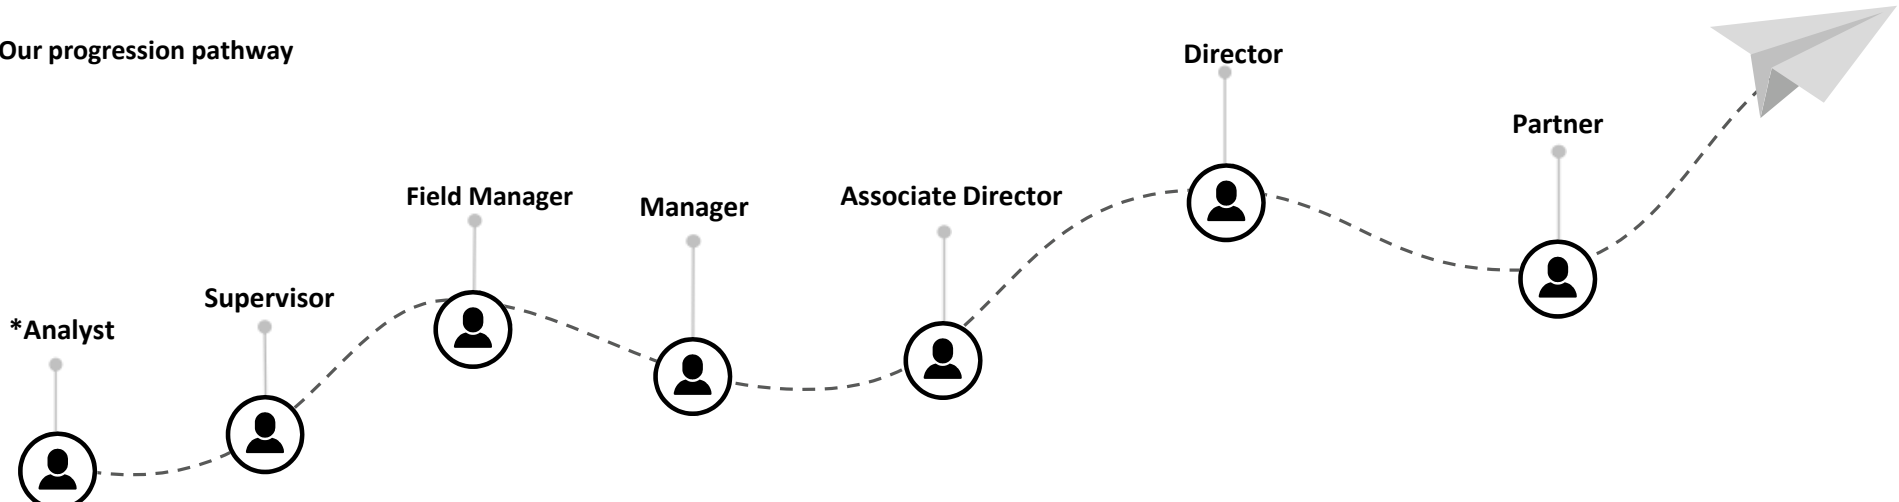 Our progression pathway
*Analyst
Supervisor
Field Manager
Manager
Associate Director
Director
Partner